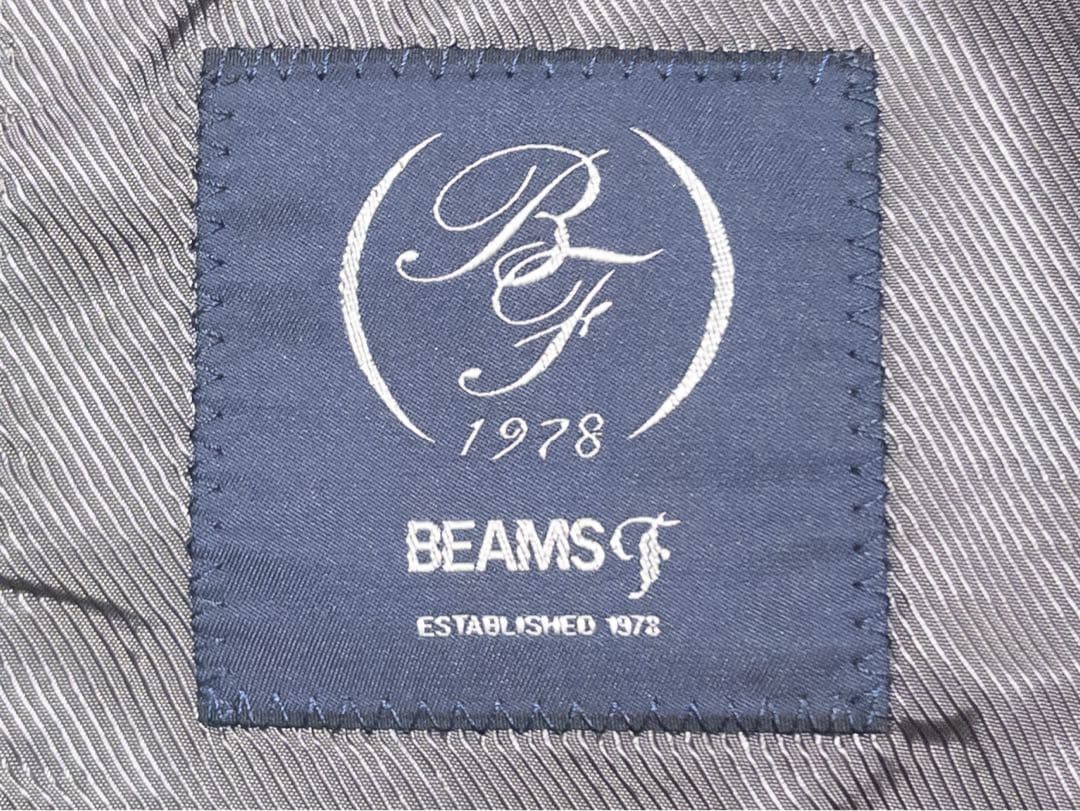 BF
1978
BEAMS F
ESTABLISHED 1978